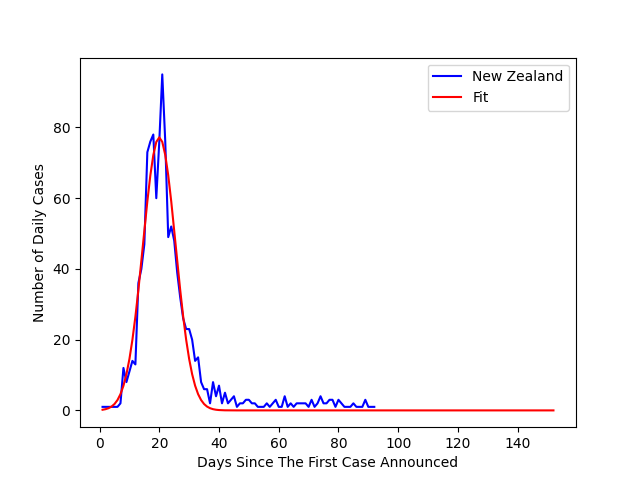 New Zealand
Fit
Number of Daily Cases
80
60
40
20
0
0 20 40 60 80 100 120 140
Days Since The First Case Announced